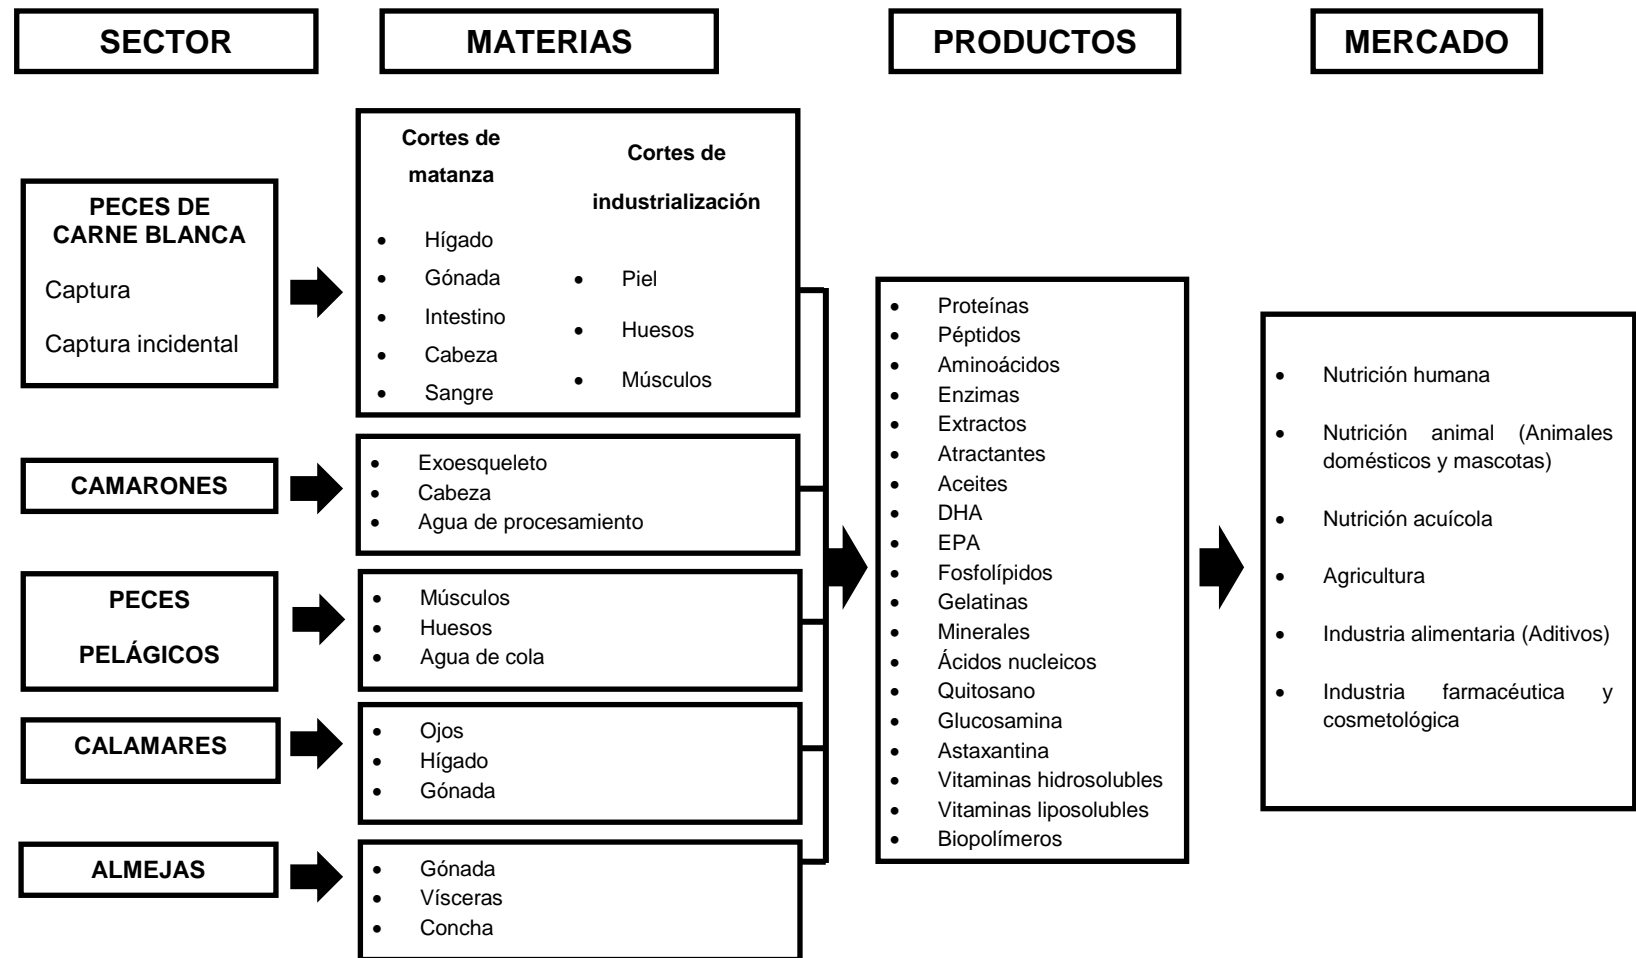 SECTOR
MATERIAS
PRODUCTOS
MERCADO
PECES DE
CARNE BLANCA
Captura
Captura incidental
Cortes de
matanza
• Hígado
• Gónada
• Intestino
• Cabeza
• Sangre
Cortes de
industrialización
• Piel
• Huesos
• Músculos
CAMARONES
• Exoesqueleto
• Cabeza
• Agua de procesamiento
PECES
PELÁGICOS
• Músculos
• Huesos
• Agua de cola
CALAMARES
• Ojos
• Hígado
• Gónada
ALMEJAS
• Gónada
• Vísceras
• Concha
• Proteínas
• Péptidos
• Aminoácidos
• Enzimas
• Extractos
• Atractantes
• Aceites
• DHA
• EPA
• Fosfolípidos
• Gelatinas
• Minerales
• Ácidos nucleicos
• Quitosano
• Glucosamina
• Astaxantina
• Vitaminas hidrosolubles
• Vitaminas liposolubles
• Biopolímeros
• Nutrición humana
• Nutrición animal (Animales
domésticos y mascotas)
• Nutrición acuícola
• Agricultura
• Industria alimentaria (Aditivos)
• Industria farmacéutica y
cosmetológica